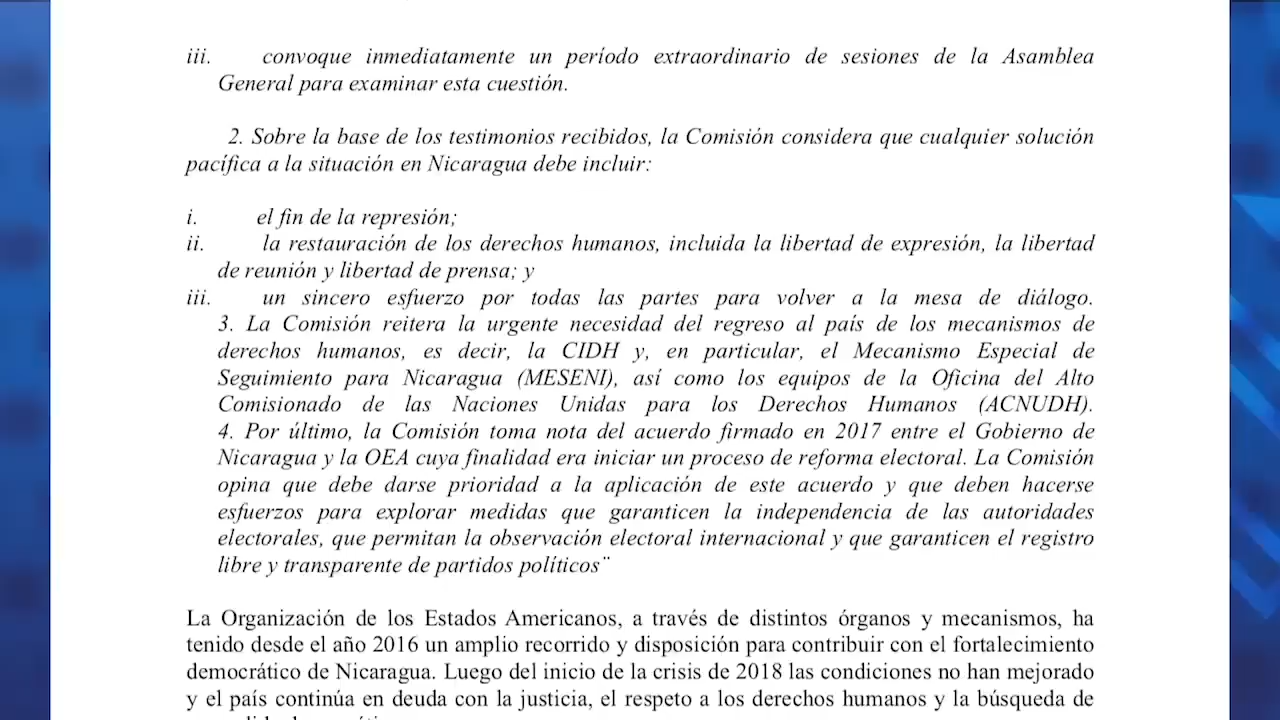 iii. convoque inmediatamente un período extraordinario de sesiones de la Asamblea
General para examinar esta cuestión.
2. Sobre la base de los testimonios recibidos, la Comisión considera que cualquier solución
pacífica a la situación en Nicaragua debe incluir:
i. el fin de la represión;
ii. la restauración de los derechos humanos, incluida la libertad de expresión, la libertad
de reunión y libertad de prensa; y
iii. un sincero esfuerzo por todas las partes para volver a la mesa de diálogo.
3. La Comisión reitera la urgente necesidad del regreso al país de los mecanismos de
derechos humanos, es decir, la CIDH y, en particular, el Mecanismo Especial de
Seguimiento para Nicaragua (MESENI), así como los equipos de la Oficina del Alto
Comisionado de las Naciones Unidas para los Derechos Humanos (ACNUDH).
4. Por último, la Comisión toma nota del acuerdo firmado en 2017 entre el Gobierno de
Nicaragua y la OEA cuya finalidad era iniciar un proceso de reforma electoral. La Comisión
opina que debe darse prioridad a la aplicación de este acuerdo y que deben hacerse
esfuerzos para explorar medidas que garanticen la independencia de las autoridades
electorales, que permitan la observación electoral internacional y que garanticen el registro
libre y transparente de partidos políticos¨
La Organización de los Estados Americanos, a través de distintos órganos y mecanismos, ha
tenido desde el año 2016 un amplio recorrido y disposición para contribuir con el fortalecimiento
democrático de Nicaragua. Luego del inicio de la crisis de 2018 las condiciones no han mejorado
y el país continúa en deuda con la justicia, el respeto a los derechos humanos y la búsqueda de